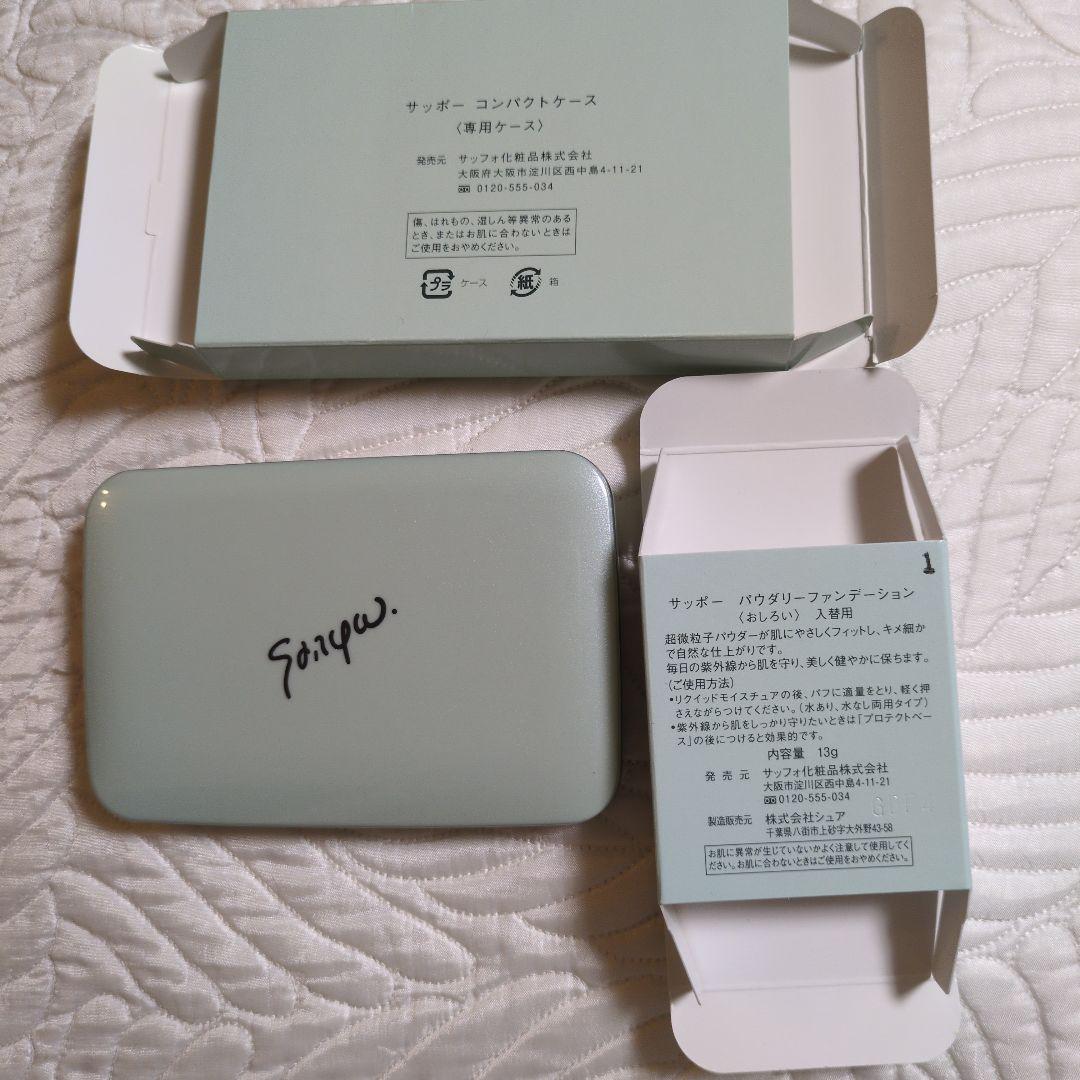 サッポー コンパクトケース
〈専用ケース〉
発売元 サッフォ化粧品株式会社
大阪府大阪市淀川区西中島4-11-21
0120-555-034
傷、はれもの、湿しん等異常のある
とき、またはお肌に合わないときは
ご使用をおやめください。
プラ ケース 紙 箱
1
サッポー パウダリーファンデーション
〈おしろい〉 入替用
超微粒子パウダーが肌にやさしくフィットし、キメ細か
で自然な仕上がりです。
毎日の紫外線から肌を守り、美しく健やかに保ちます。
(ご使用方法)
•リクイッドモイスチュアの後、パフに適量をとり、軽く押
さえながらつけてください。(水あり、水なし両用タイプ)
•紫外線から肌をしっかり守りたいときは「プロテクトベー
ス」の後につけると効果的です。
内容量 13g
発売元 サッフォ化粧品株式会社
大阪市淀川区西中島4-11-21
0120-555-034
製造販売元 株式会社シュア
千葉県八街市上砂字大外野43-58
お肌に異常が生じていないかよく注意して使用してく
ださい。お肌に合わないときはご使用をおやめください。